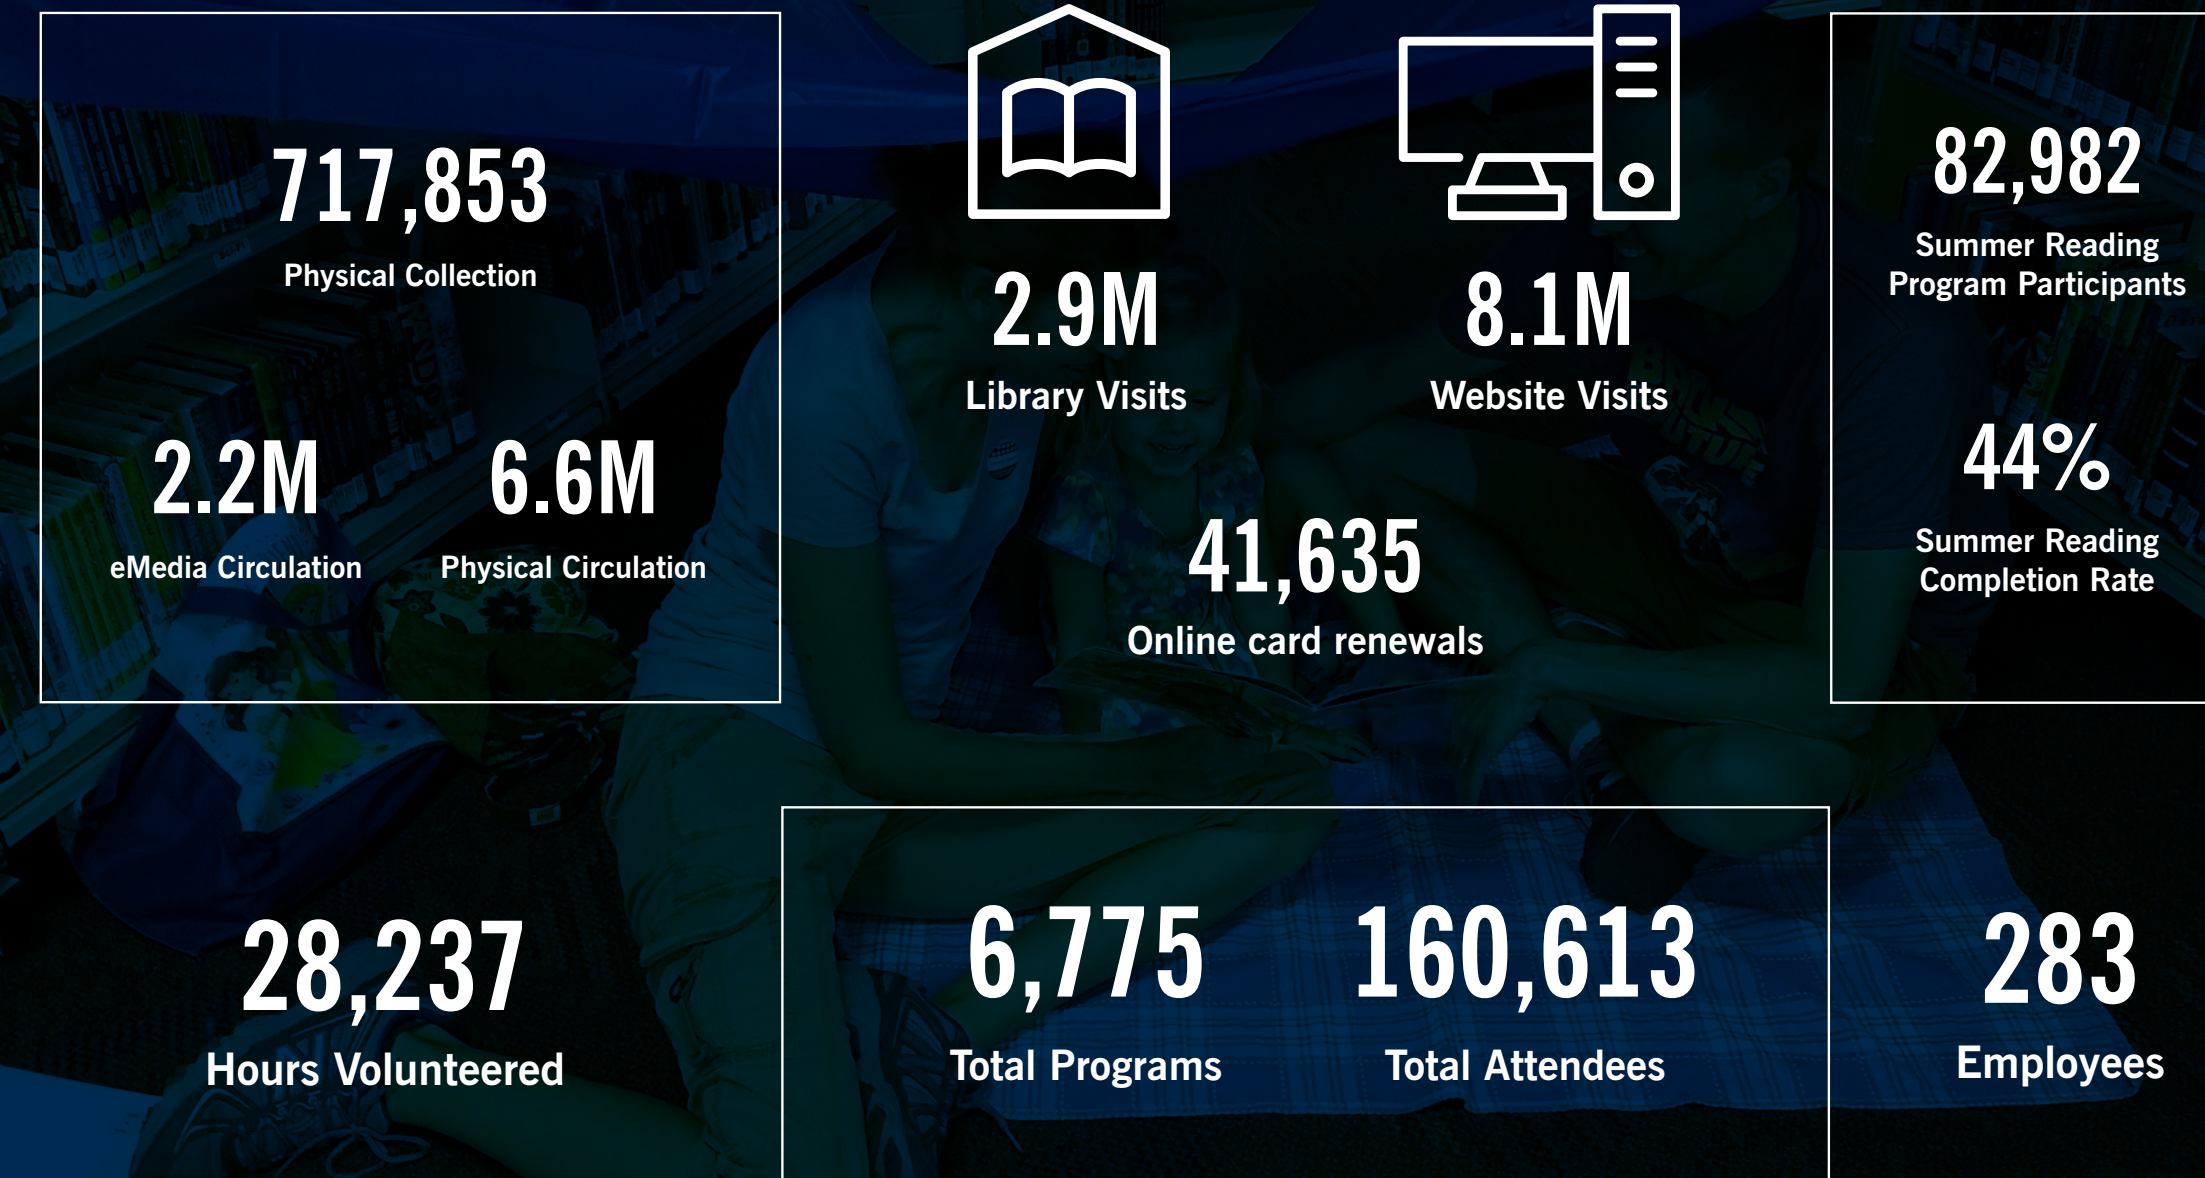 717,853
Physical Collection
2.2M
eMedia Circulation
6.6M
Physical Circulation
2.9M
Library Visits
8.1M
Website Visits
41,635
Online card renewals
82,982
Summer Reading
Program Participants
44%
Summer Reading
Completion Rate
28,237
Hours Volunteered
6,775
Total Programs
160,613
Total Attendees
283
Employees